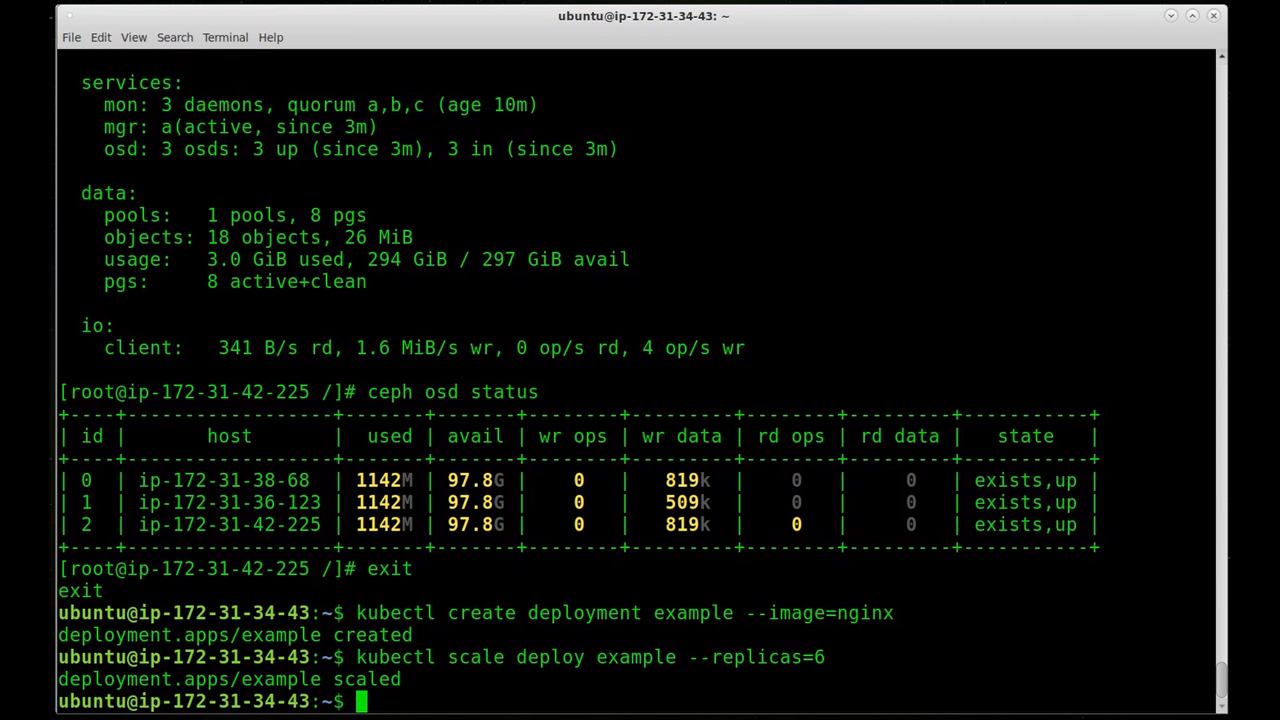 ubuntu@ip-172-31-34-43: ~
File Edit View Search Terminal Help
services:
mon: 3 daemons, quorum a,b,c (age 10m)
mgr: a(active, since 3m)
osd: 3 osds: 3 up (since 3m), 3 in (since 3m)
data:
pools:   1 pools, 8 pgs
objects: 18 objects, 26 MiB
usage:   3.0 GiB used, 294 GiB / 297 GiB avail
pgs:     8 active+clean
io:
client:   341 B/s rd, 1.6 MiB/s wr, 0 op/s rd, 4 op/s wr
[root@ip-172-31-42-225 /]# ceph osd status
+----+------------------+-------+-------+--------+---------+--------+---------+-----------+
| id |       host       |  used | avail | wr ops | wr data | rd ops | rd data |   state   |
+----+------------------+-------+-------+--------+---------+--------+---------+-----------+
| 0  | ip-172-31-38-68  | 1142M | 97.8G |    0   |   819k  |    0   |     0   | exists,up |
| 1  | ip-172-31-36-123 | 1142M | 97.8G |    0   |   509k  |    0   |     0   | exists,up |
| 2  | ip-172-31-42-225 | 1142M | 97.8G |    0   |   819k  |    0   |     0   | exists,up |
+----+------------------+-------+-------+--------+---------+--------+---------+-----------+
[root@ip-172-31-42-225 /]# exit
exit
ubuntu@ip-172-31-34-43:~$ kubectl create deployment example --image=nginx
deployment.apps/example created
ubuntu@ip-172-31-34-43:~$ kubectl scale deploy example --replicas=6
deployment.apps/example scaled
ubuntu@ip-172-31-34-43:~$